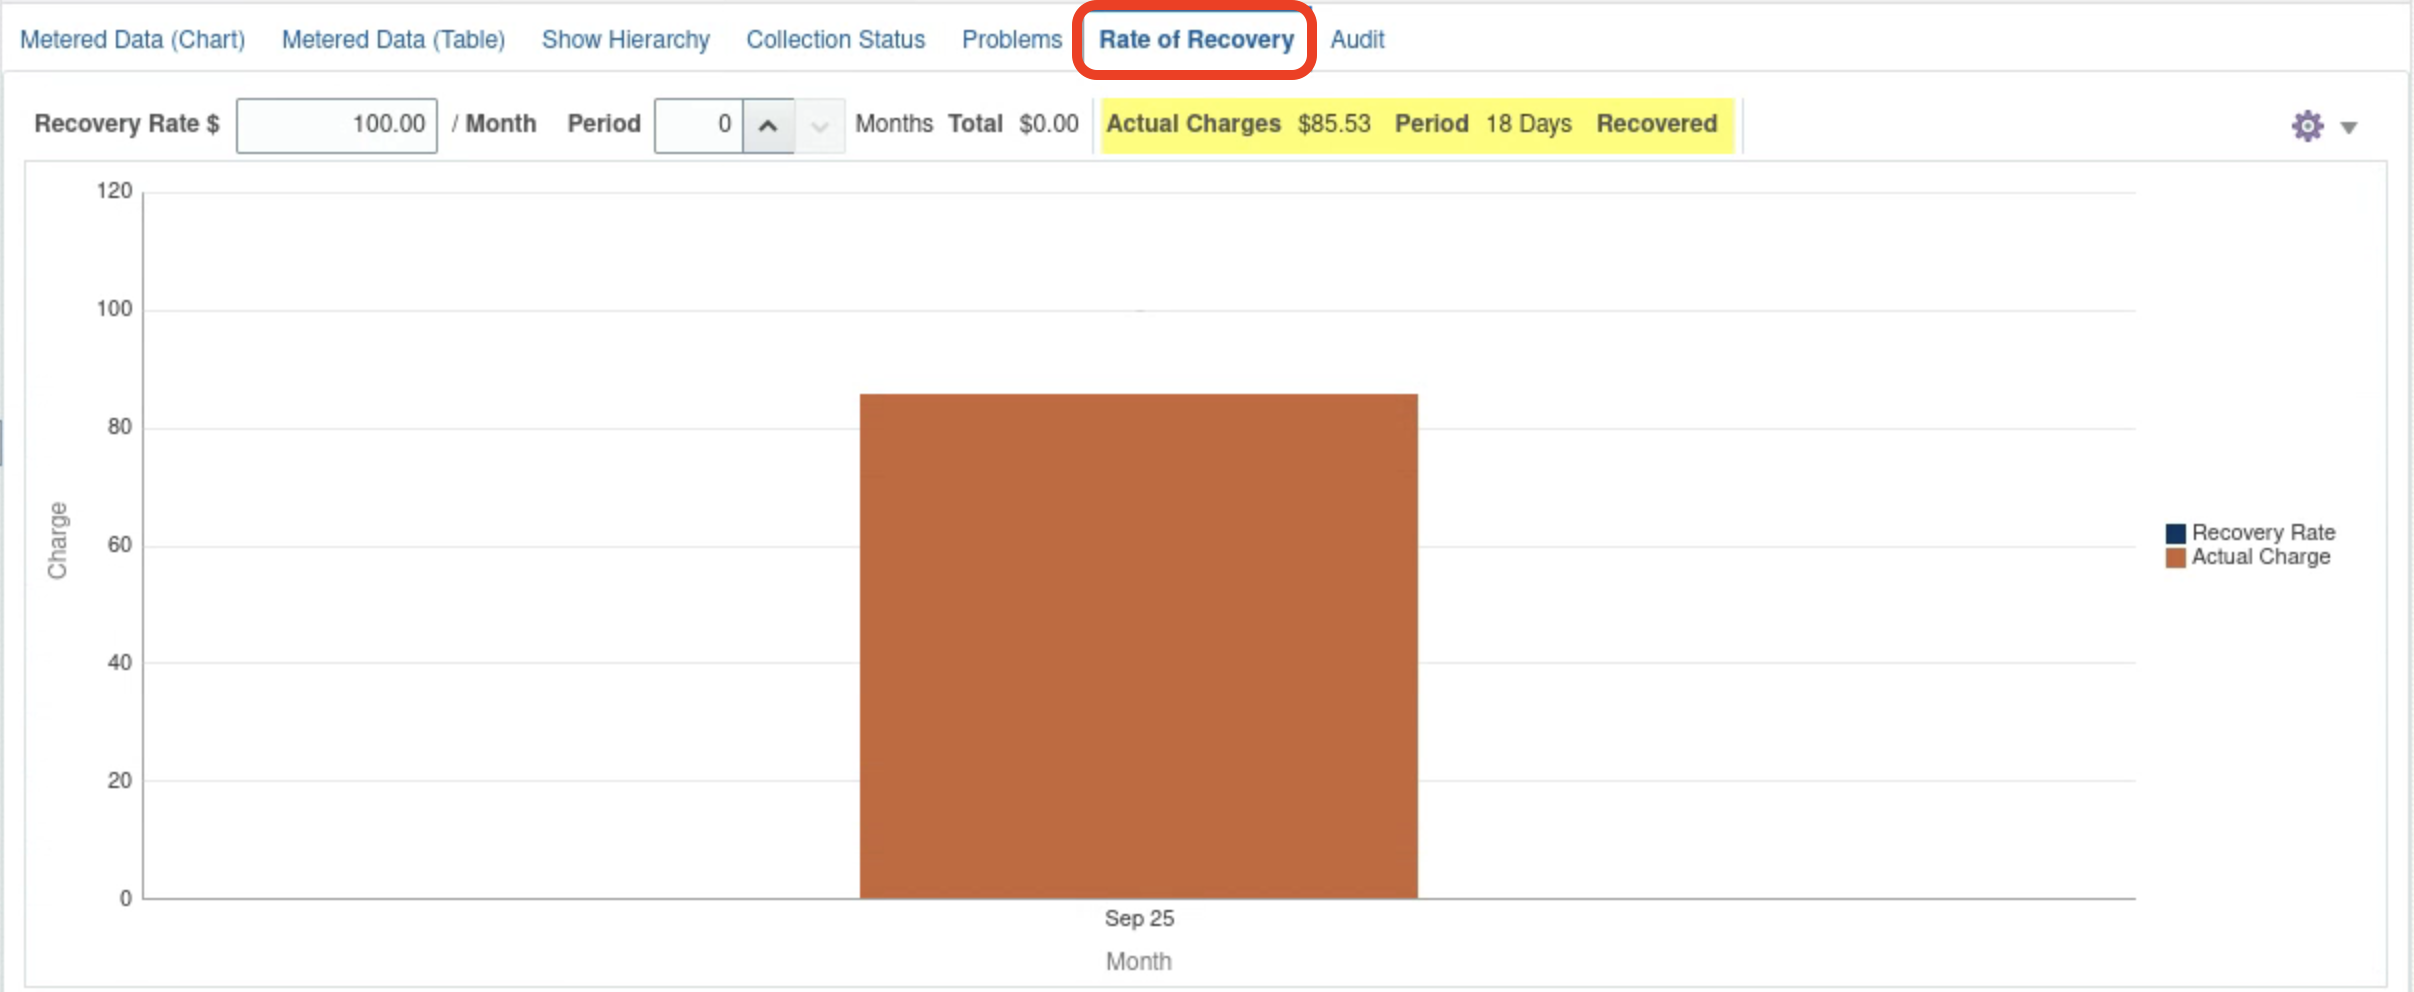 Metered Data (Chart) Metered Data (Table) Show Hierarchy Collection Status Problems Rate of Recovery Audit
Recovery Rate $ 100.00 / Month Period 0 Months Total $0.00 Actual Charges $85.53 Period 18 Days Recovered
120
100
80
60
40
20
0
Charge
Sep 25
Month
Recovery Rate
Actual Charge